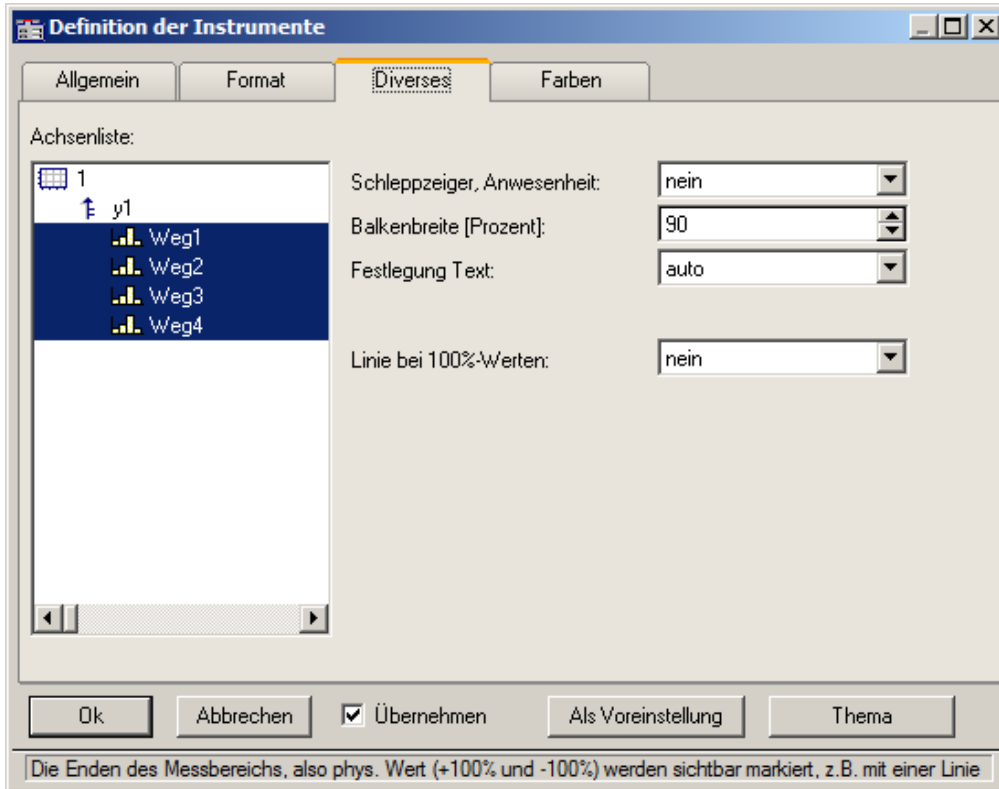 Definition der Instrumente
Allgemein Format Diverses Farben
Achsenliste:
1
y1
Weg1
Weg2
Weg3
Weg4
Schleppzeiger, Anwesenheit: nein
Balkenbreite [Prozent]: 90
Festlegung Text: auto
Linie bei 100%-Werten: nein
Ok Abbrechen Übernehmen Als Voreinstellung Thema
Die Enden des Messbereichs, also phys. Wert (+100% und -100%) werden sichtbar markiert, z.B. mit einer Linie